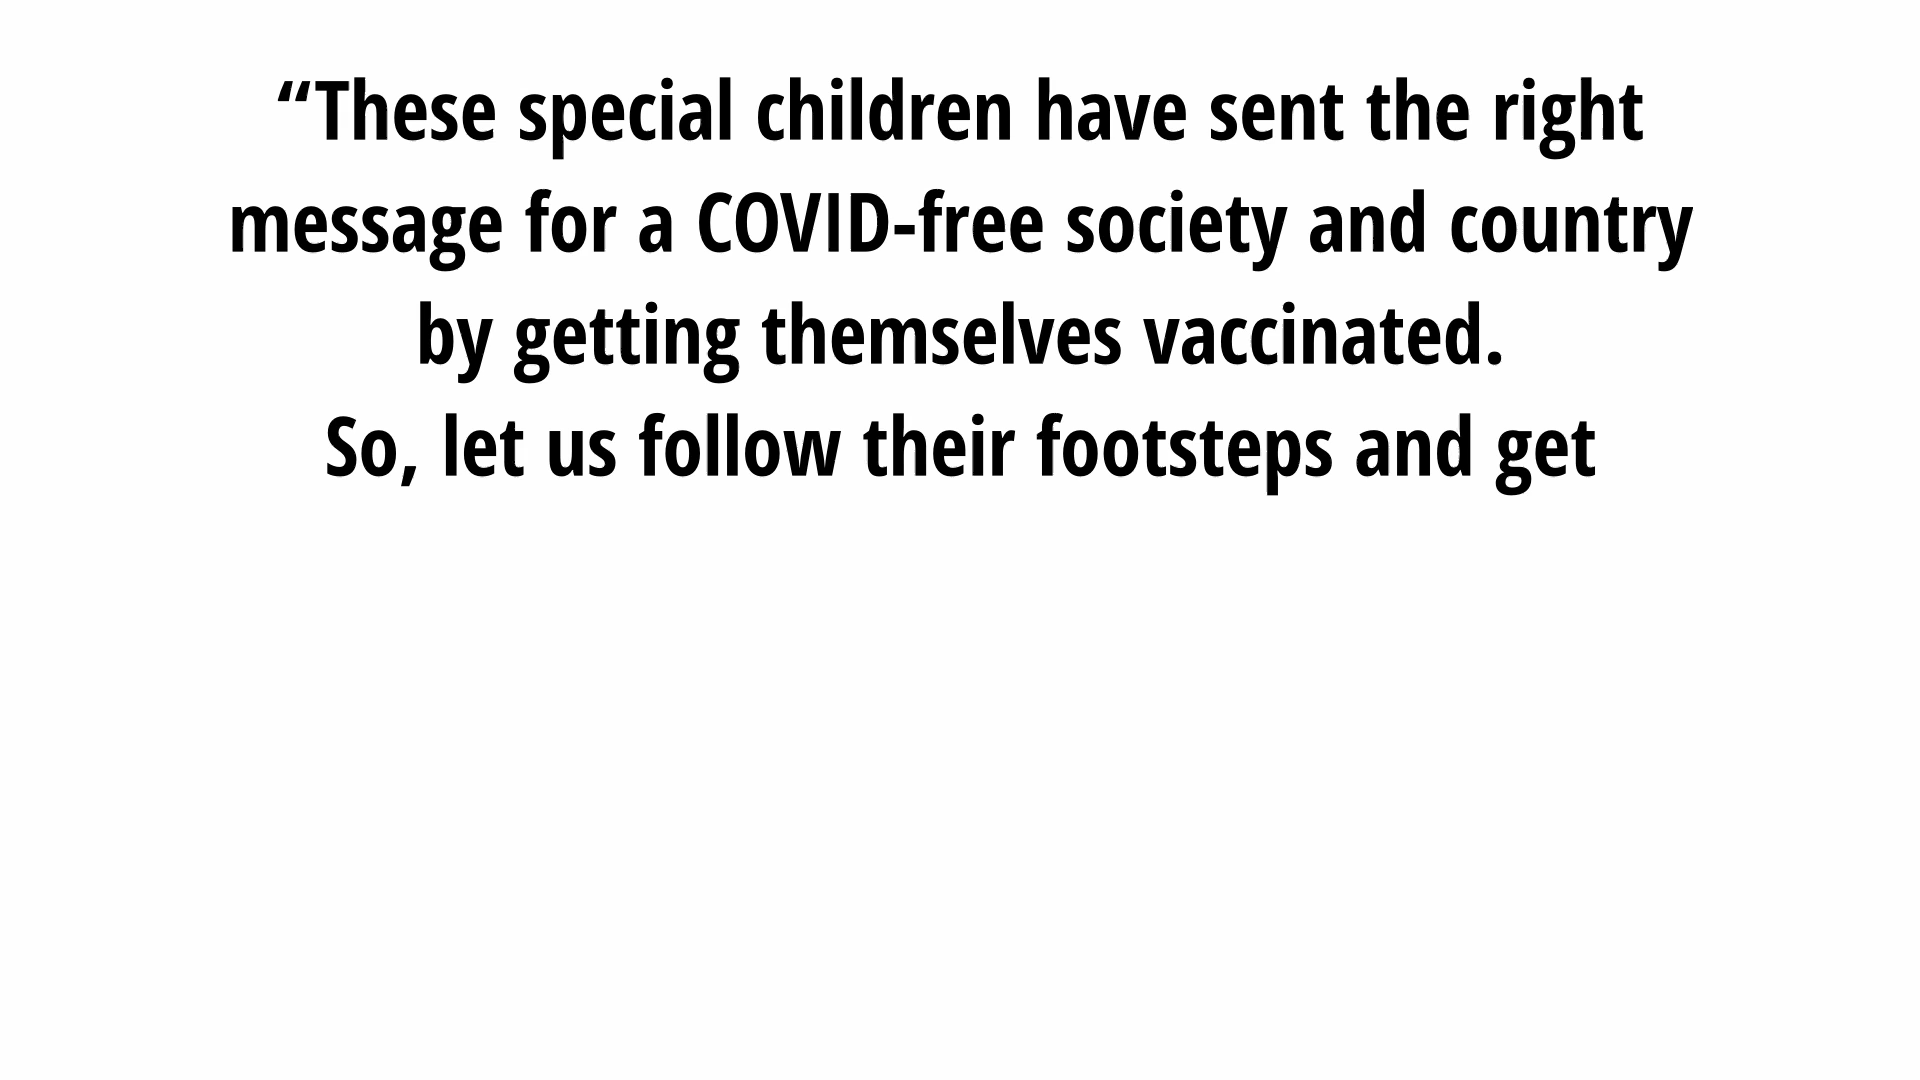 “These special children have sent the right
message for a COVID-free society and country
by getting themselves vaccinated.
So, let us follow their footsteps and get